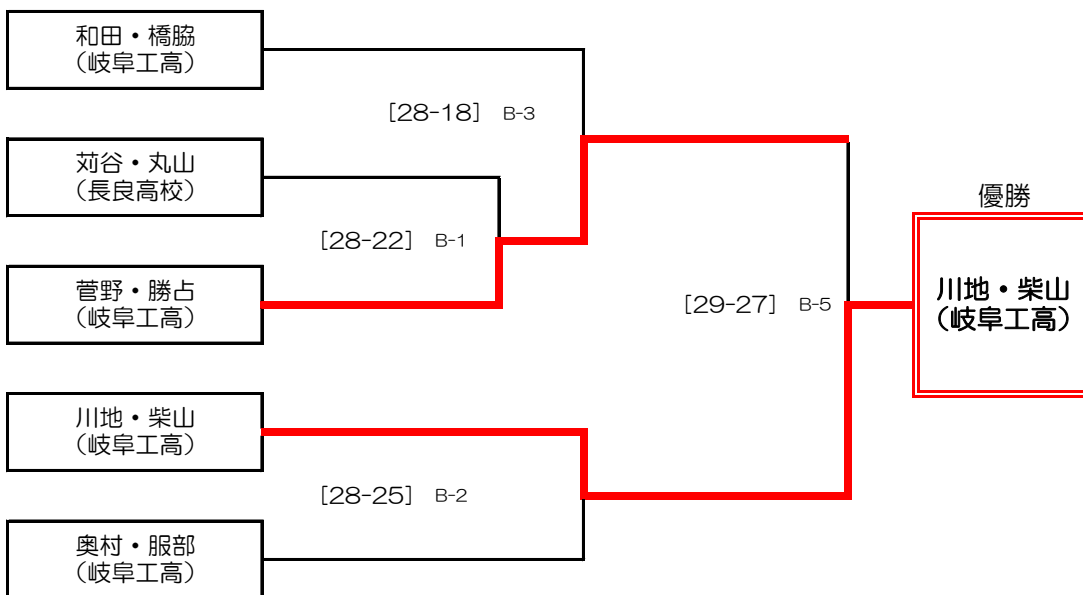 和田・橋脇
（岐阜工高）
[28-18] B-3
苅谷・丸山
（長良高校）
優勝
[28-22] B-1
菅野・勝占
（岐阜工高）
[29-27] B-5
川地・柴山
（岐阜工高）
川地・柴山
（岐阜工高）
[28-25] B-2
奥村・服部
（岐阜工高）